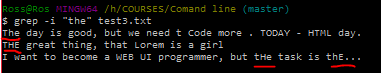 Ross@Ros MINGW64 /h/COURSES/Comand line (master)
$ grep -i "the" test3.txt
The day is good, but we need t Code more . TODAY - HTML day.
THE great thing, that Lorem is a girl
I want to become a WEB UI programmer, but tHe task is thE...